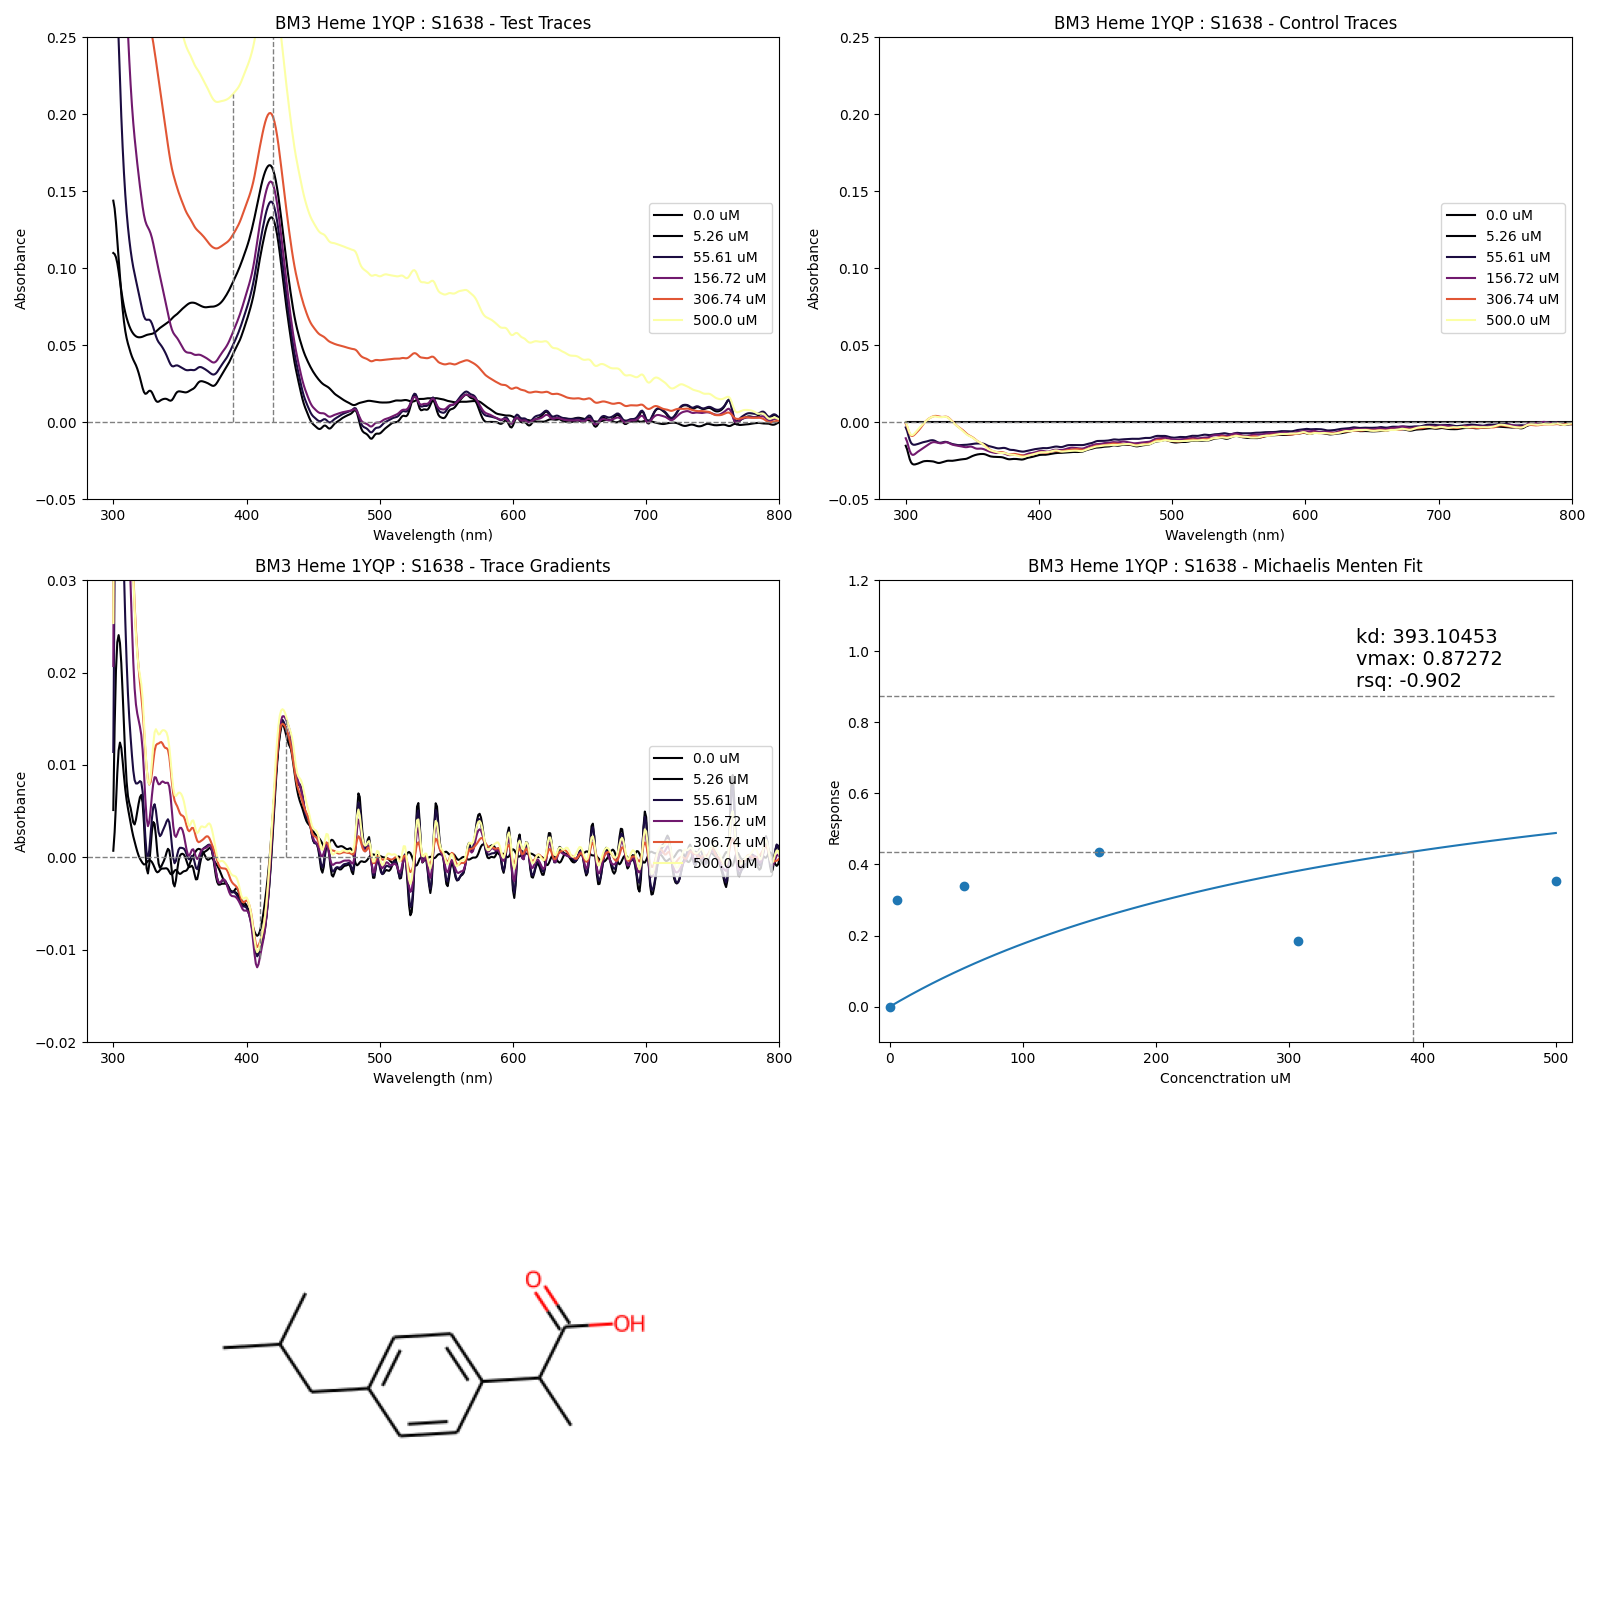 BM3 Heme 1YQP : S1638 - Test Traces
0.25
0.20
0.15
0.10
0.05
0.00
−0.05
Absorbance
300 400 500 600 700 800
Wavelength (nm)
0.0 uM
5.26 uM
55.61 uM
156.72 uM
306.74 uM
500.0 uM
BM3 Heme 1YQP : S1638 - Control Traces
0.25
0.20
0.15
0.10
0.05
0.00
−0.05
Absorbance
300 400 500 600 700 800
Wavelength (nm)
0.0 uM
5.26 uM
55.61 uM
156.72 uM
306.74 uM
500.0 uM
BM3 Heme 1YQP : S1638 - Trace Gradients
0.03
0.02
0.01
0.00
−0.01
−0.02
Absorbance
300 400 500 600 700 800
Wavelength (nm)
0.0 uM
5.26 uM
55.61 uM
156.72 uM
306.74 uM
500.0 uM
BM3 Heme 1YQP : S1638 - Michaelis Menten Fit
1.2
1.0
0.8
0.6
0.4
0.2
0.0
Response
0 100 200 300 400 500
Concenctration uM
kd: 393.10453
vmax: 0.87272
rsq: -0.902
O
OH